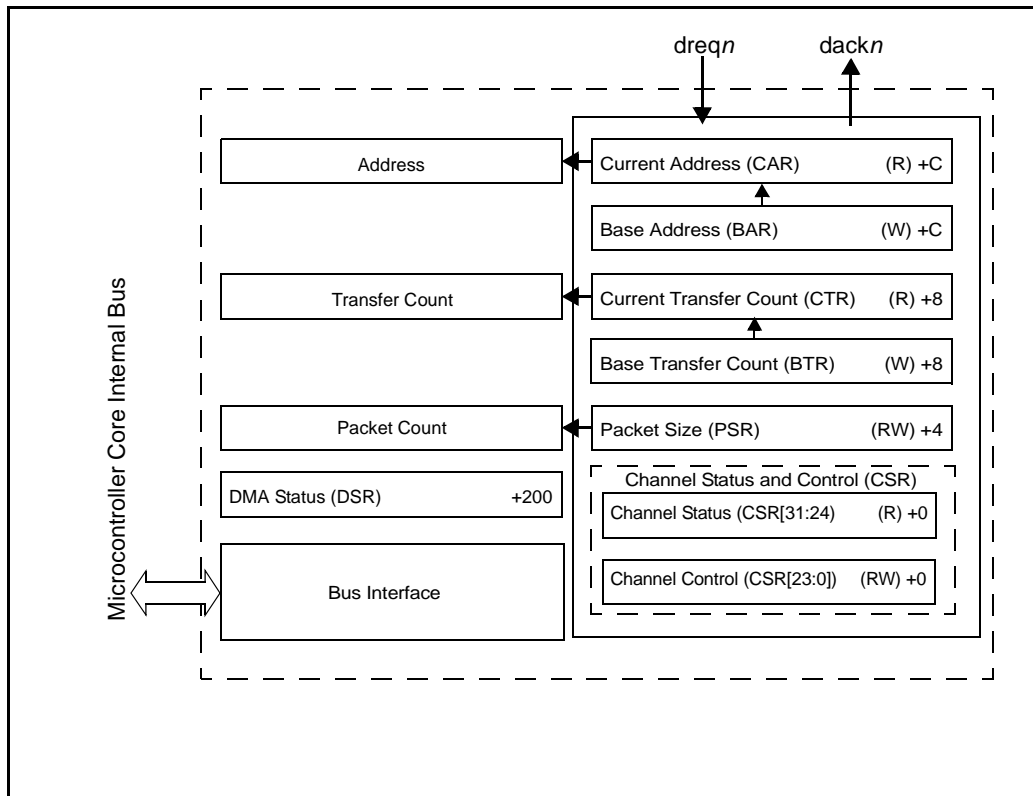 dreqn dackn
Address
Current Address (CAR) (R) +C
Base Address (BAR) (W) +C
Transfer Count
Current Transfer Count (CTR) (R) +8
Base Transfer Count (BTR) (W) +8
Packet Count
Packet Size (PSR) (RW) +4
DMA Status (DSR) +200
Channel Status and Control (CSR)
Channel Status (CSR[31:24) (R) +0
Channel Control (CSR[23:0]) (RW) +0
Bus Interface
Microcontroller Core Internal Bus